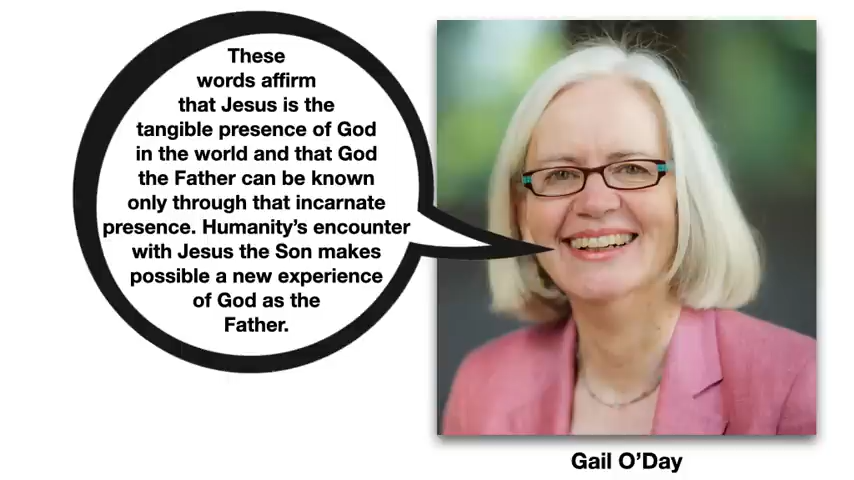 These
words affirm
that Jesus is the
tangible presence of God
in the world and that God
the Father can be known
only through that incarnate
presence. Humanity’s encounter
with Jesus the Son makes
possible a new experience
of God as the
Father.
Gail O’Day